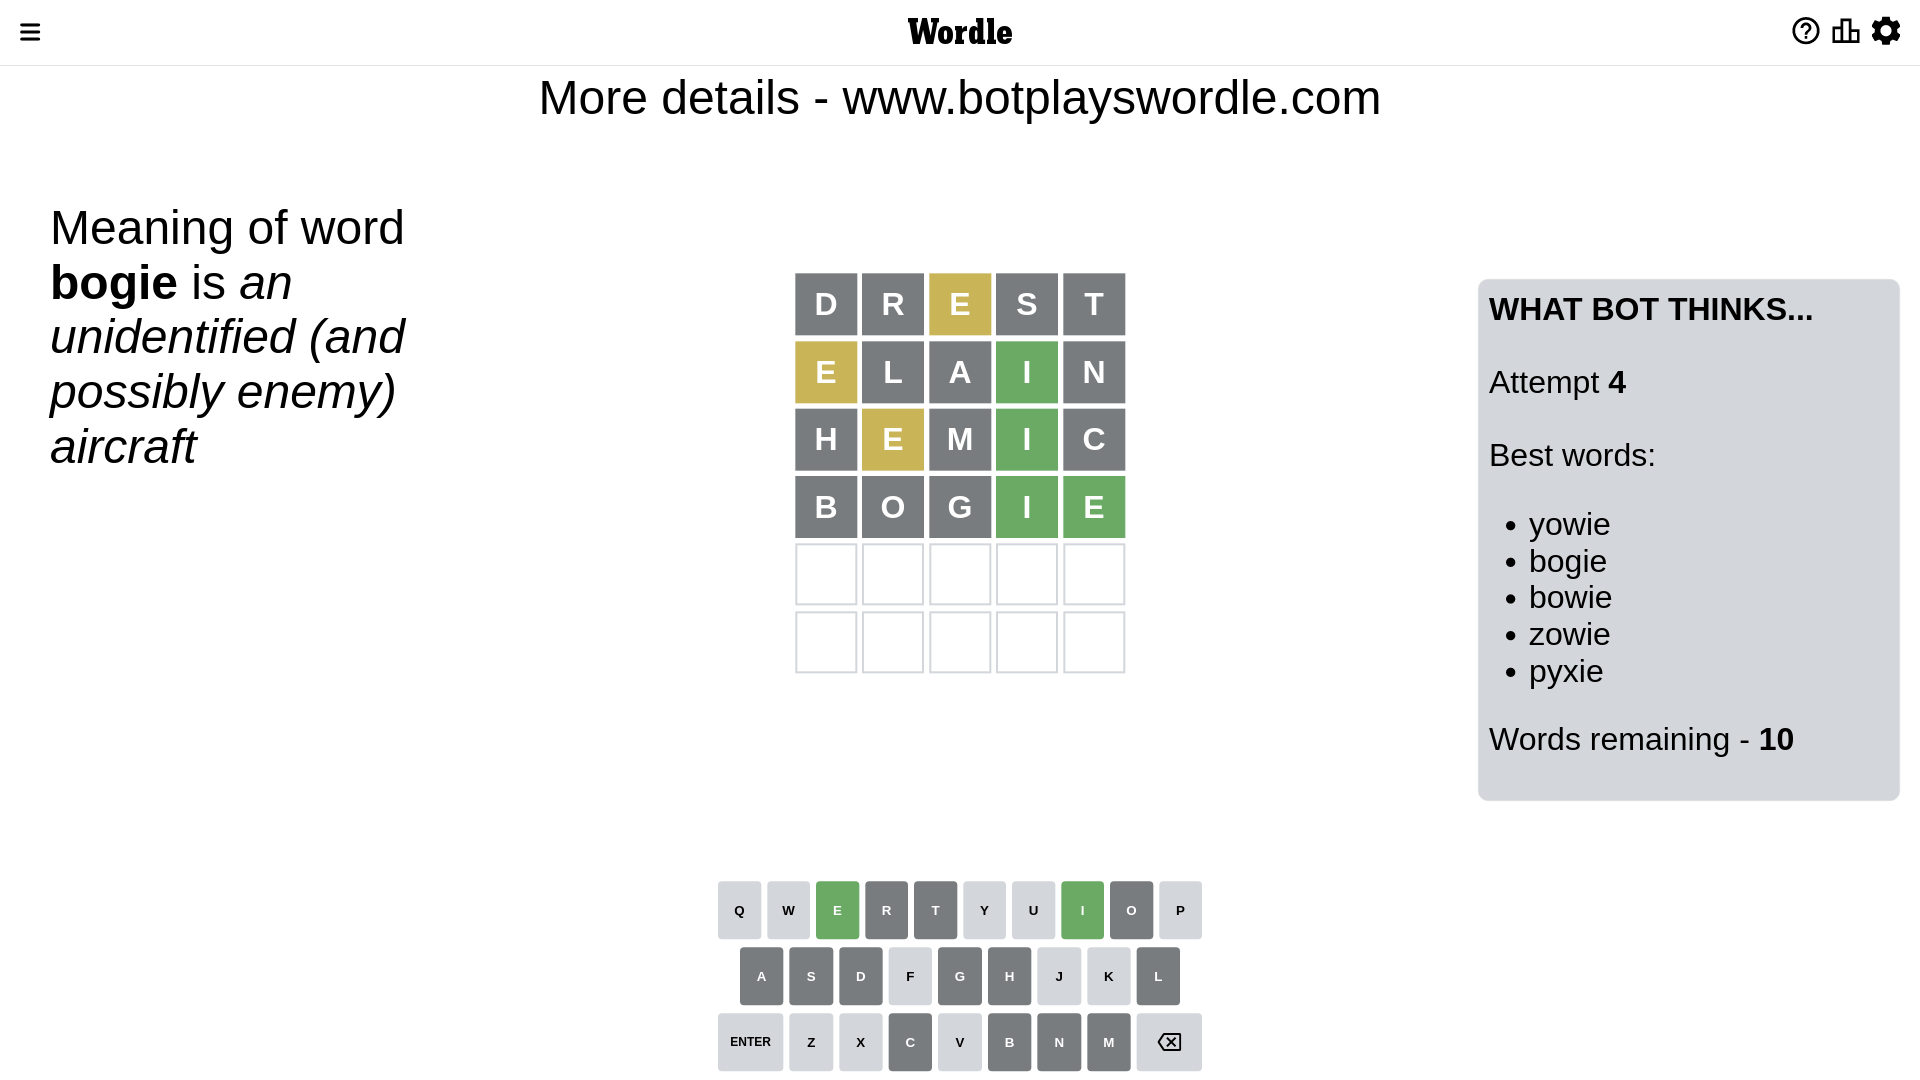 Wordle
More details - www.botplayswordle.com
Meaning of word
bogie is an
unidentified (and
possibly enemy)
aircraft
D R E S T
E L A I N
H E M I C
B O G I E
WHAT BOT THINKS...
Attempt 4
Best words:
• yowie
• bogie
• bowie
• zowie
• pyxie
Words remaining - 10
Q W E R T Y U I O P
A S D F G H J K L
ENTER Z X C V B N M